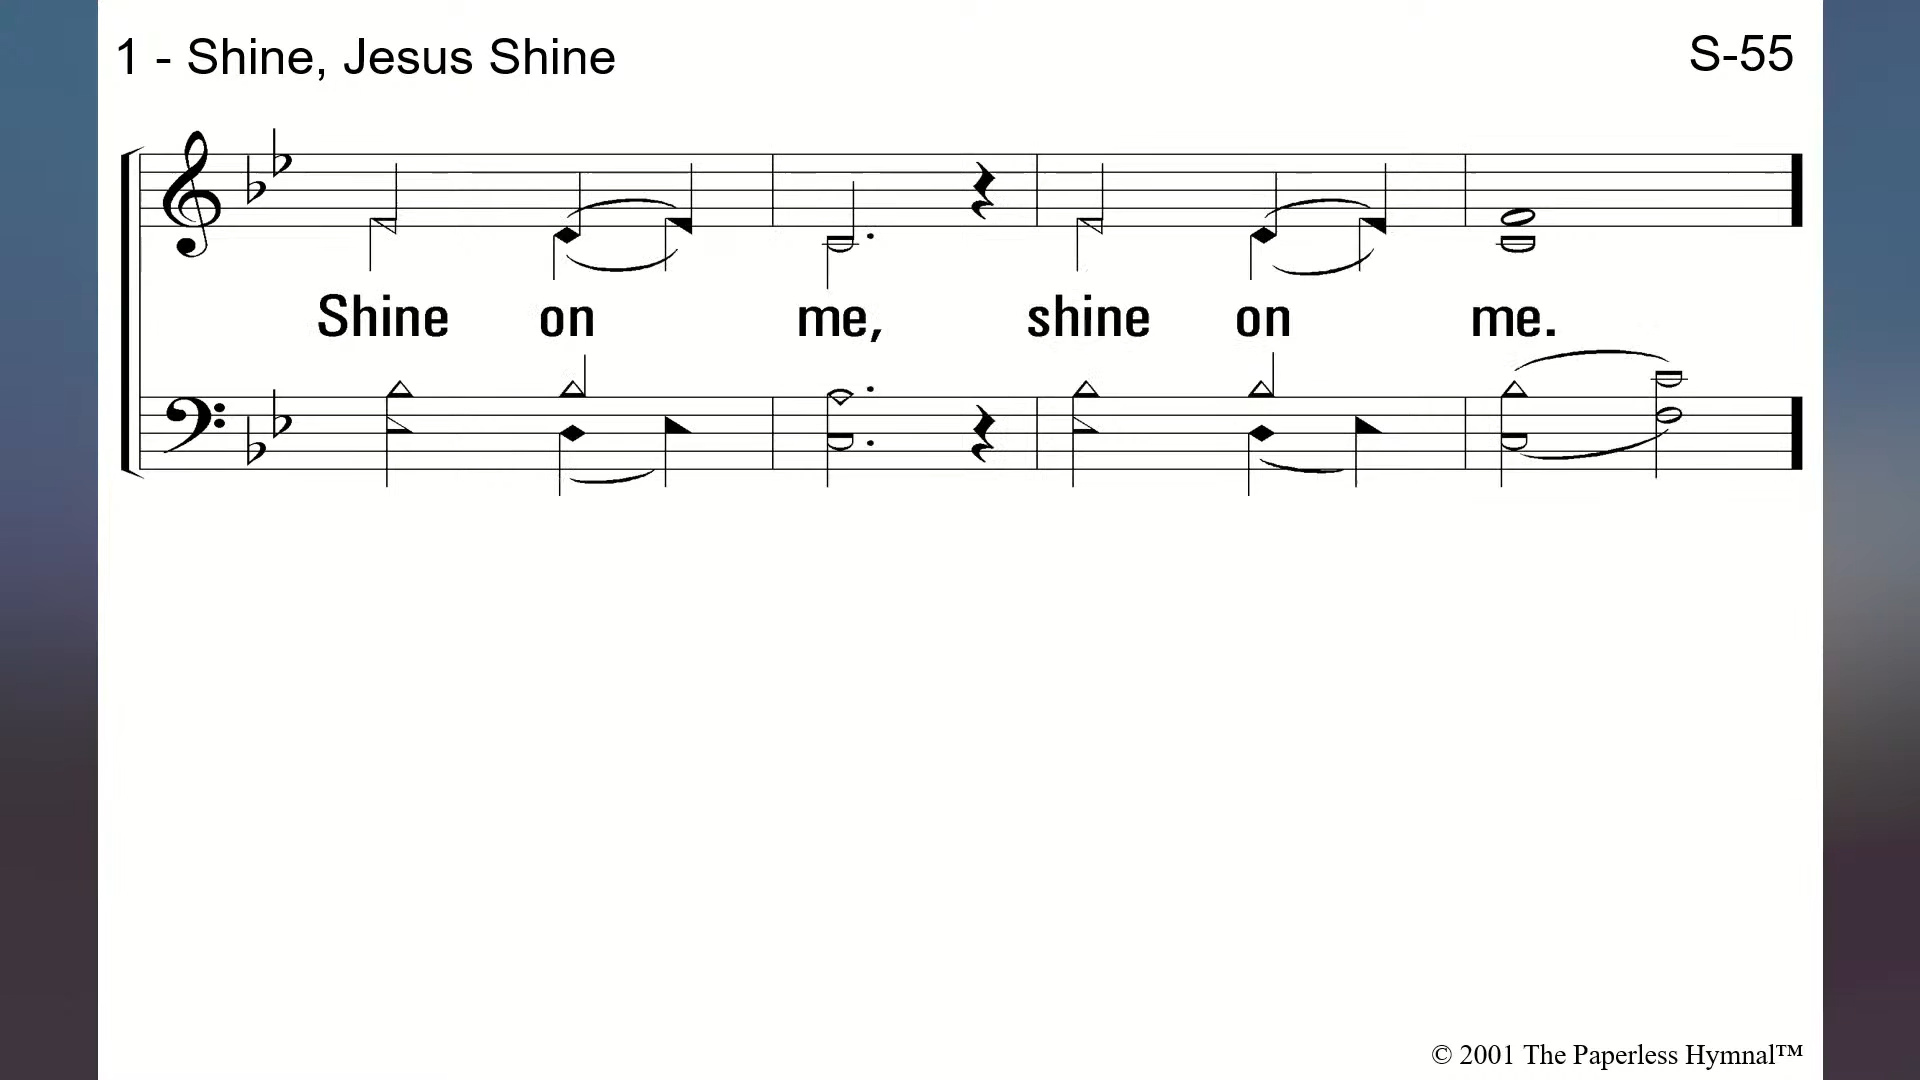 1 - Shine, Jesus Shine
S-55
Shine on me, shine on me.
© 2001 The Paperless Hymnal™